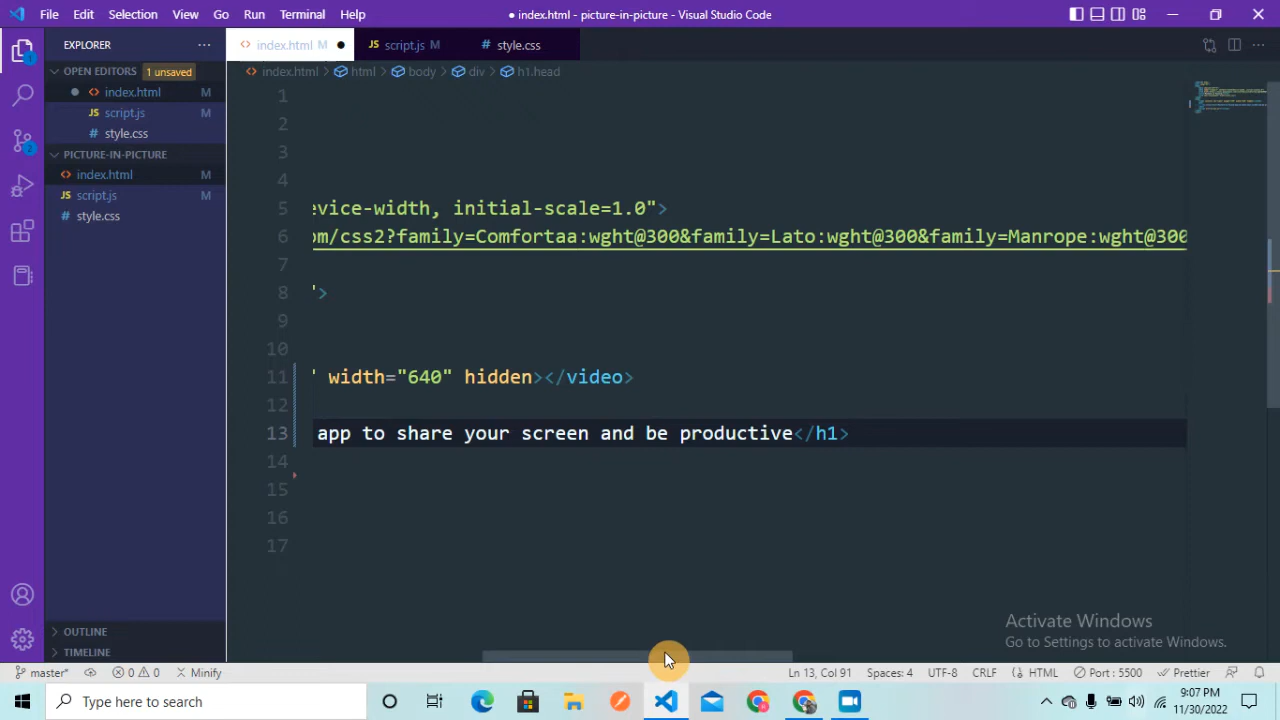 File Edit Selection View Go Run Terminal Help
● index.html - picture-in-picture - Visual Studio Code
EXPLORER
OPEN EDITORS 1 unsaved
index.html M
JS script.js M
style.css
PICTURE-IN-PICTURE
index.html M
JS script.js M
style.css
OUTLINE
TIMELINE
index.html M JS script.js M style.css
index.html > html > body > div > h1.head
1
2
3
4
5 evice-width, initial-scale=1.0">
6 om/css2?family=Comfortaa:wght@300&family=Lato:wght@300&family=Manrope:wght@300
7
8 ">
9
10
11 " width="640" hidden></video>
12
13 app to share your screen and be productive</h1>
14
15
16
17
Activate Windows
Go to Settings to activate Windows.
master* 0 0 Minify Ln 13, Col 91 Spaces: 4 UTF-8 CRLF HTML Port : 5500 Prettier
Type here to search
9:07 PM
11/30/2022